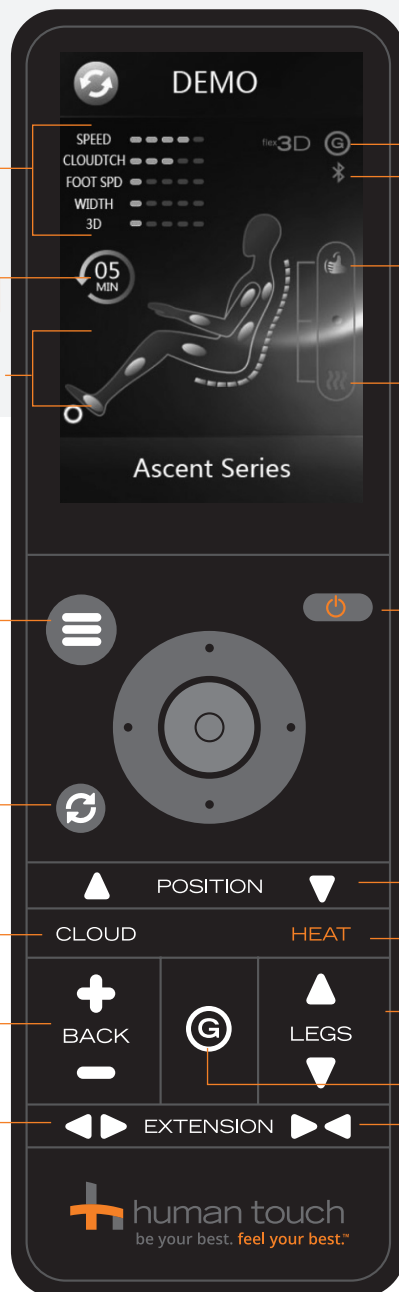 DEMO
SPEED
CLOUDTCH
FOOT SPD
WIDTH
3D
flex3D G
05
MIN
Ascent Series
POSITION
CLOUD HEAT
BACK G LEGS
EXTENSION
human touch
be your best. feel your best.™